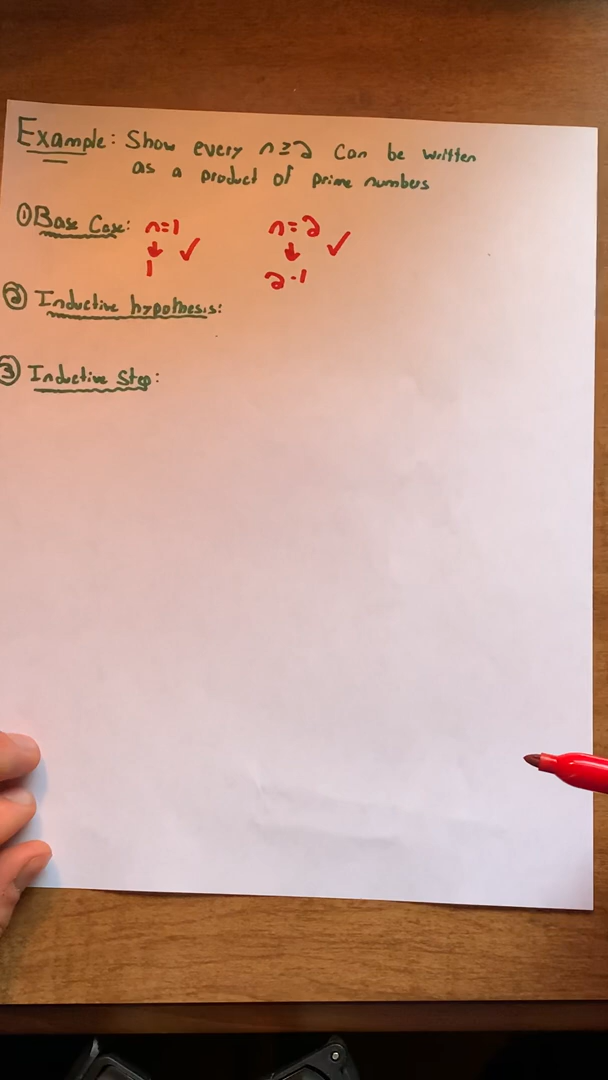 Example: Show every n≥2 can be written
as a product of prime numbers
① Base Case: n=1 n=2
↓ ✓ ↓ ✓
1 2·1
② Inductive hypothesis:
③ Inductive Step: